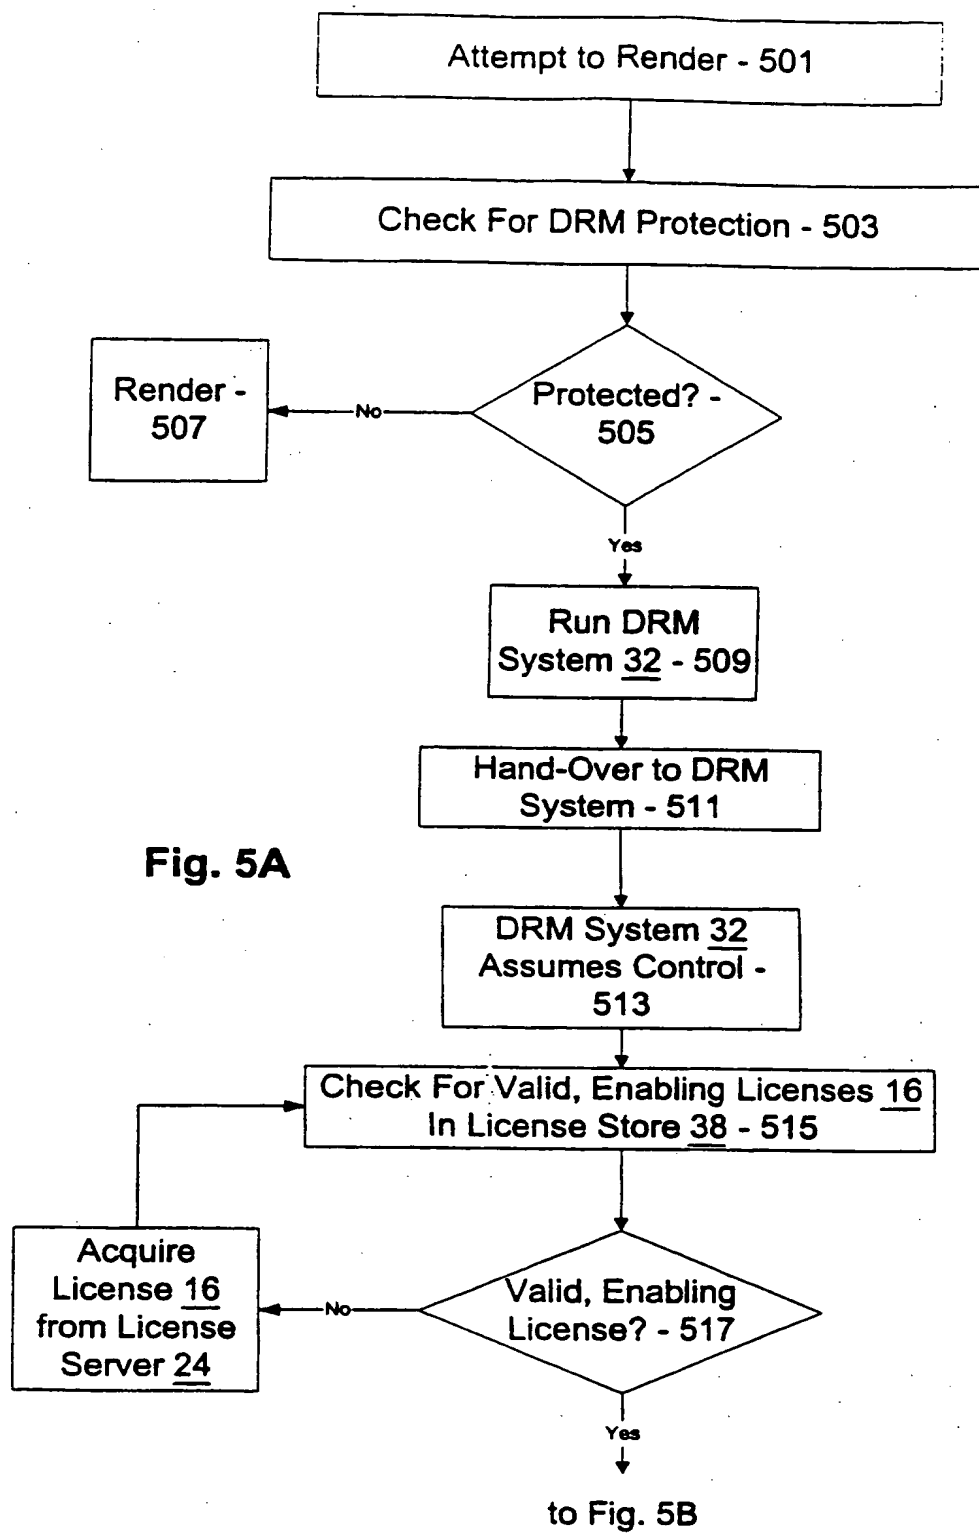 Attempt to Render - 501
Check For DRM Protection - 503
Render -
507
No
Protected? -
505
Yes
Run DRM
System 32 - 509
Hand-Over to DRM
System - 511
Fig. 5A
DRM System 32
Assumes Control -
513
Check For Valid, Enabling Licenses 16
In License Store 38 - 515
Acquire
License 16
from License
Server 24
No
Valid, Enabling
License? - 517
Yes
to Fig. 5B